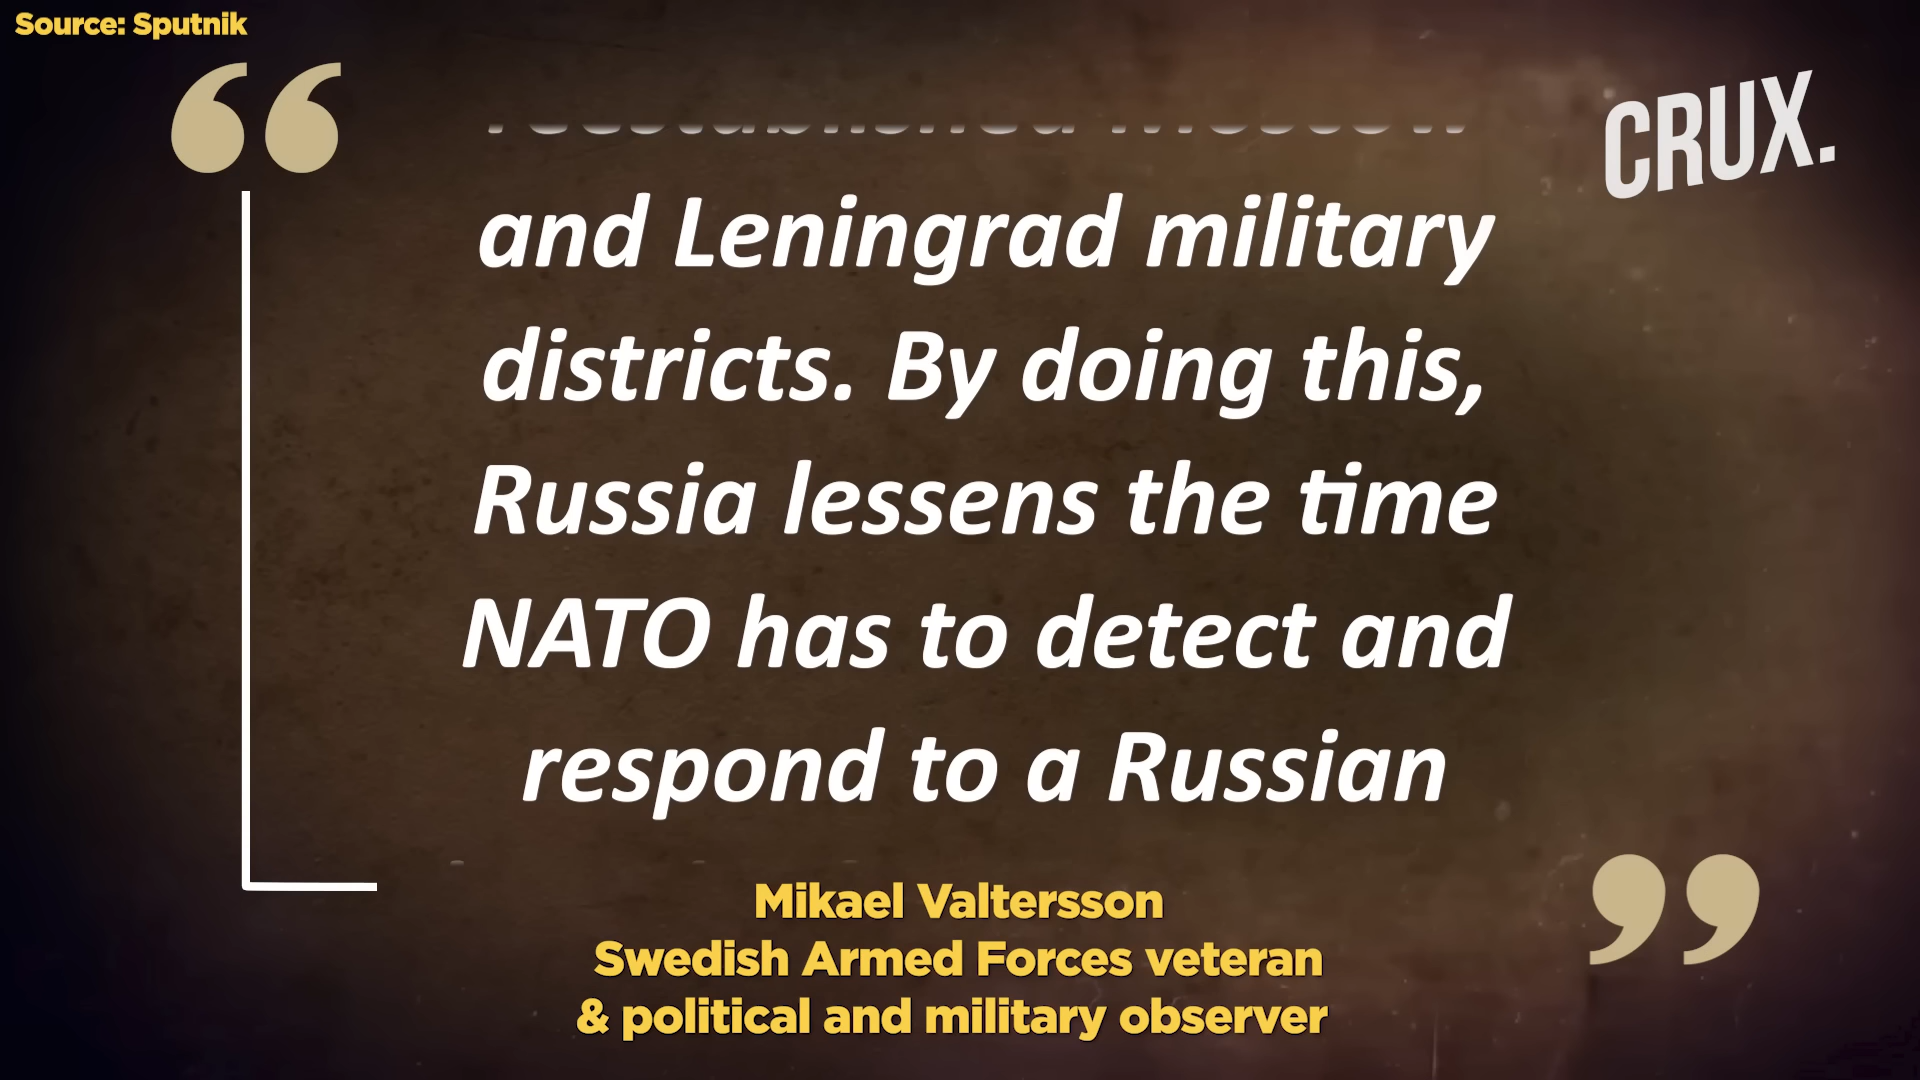 Source: Sputnik
CRUX.
and Leningrad military
districts. By doing this,
Russia lessens the time
NATO has to detect and
respond to a Russian
Mikael Valtersson
Swedish Armed Forces veteran
& political and military observer